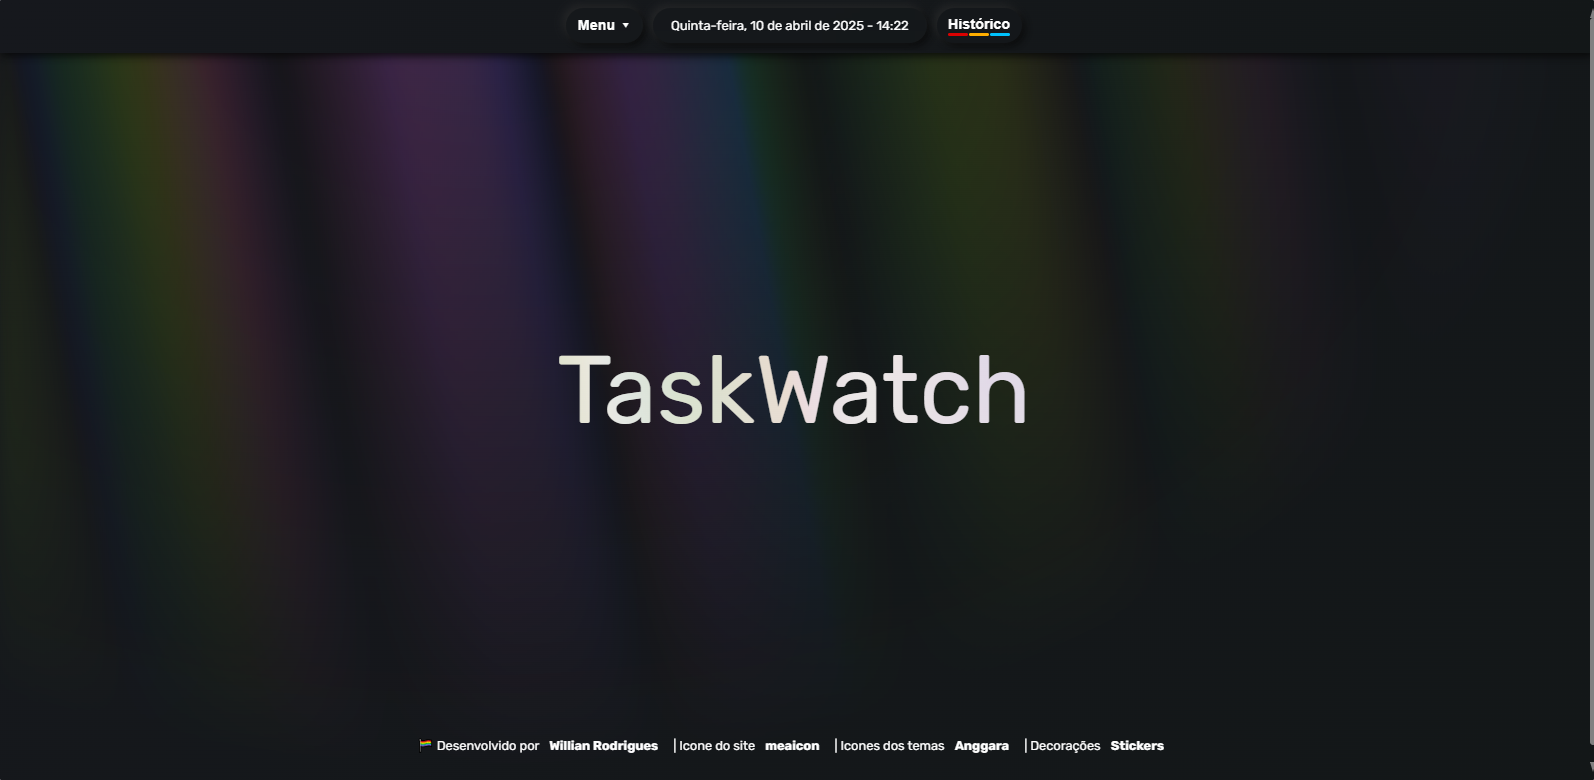 Menu
Quinta-feira, 10 de abril de 2025 - 14:22
Histórico
TaskWatch
Desenvolvido por Willian Rodrigues | Icone do site meaicon | Icones dos temas Anggara | Decorações Stickers